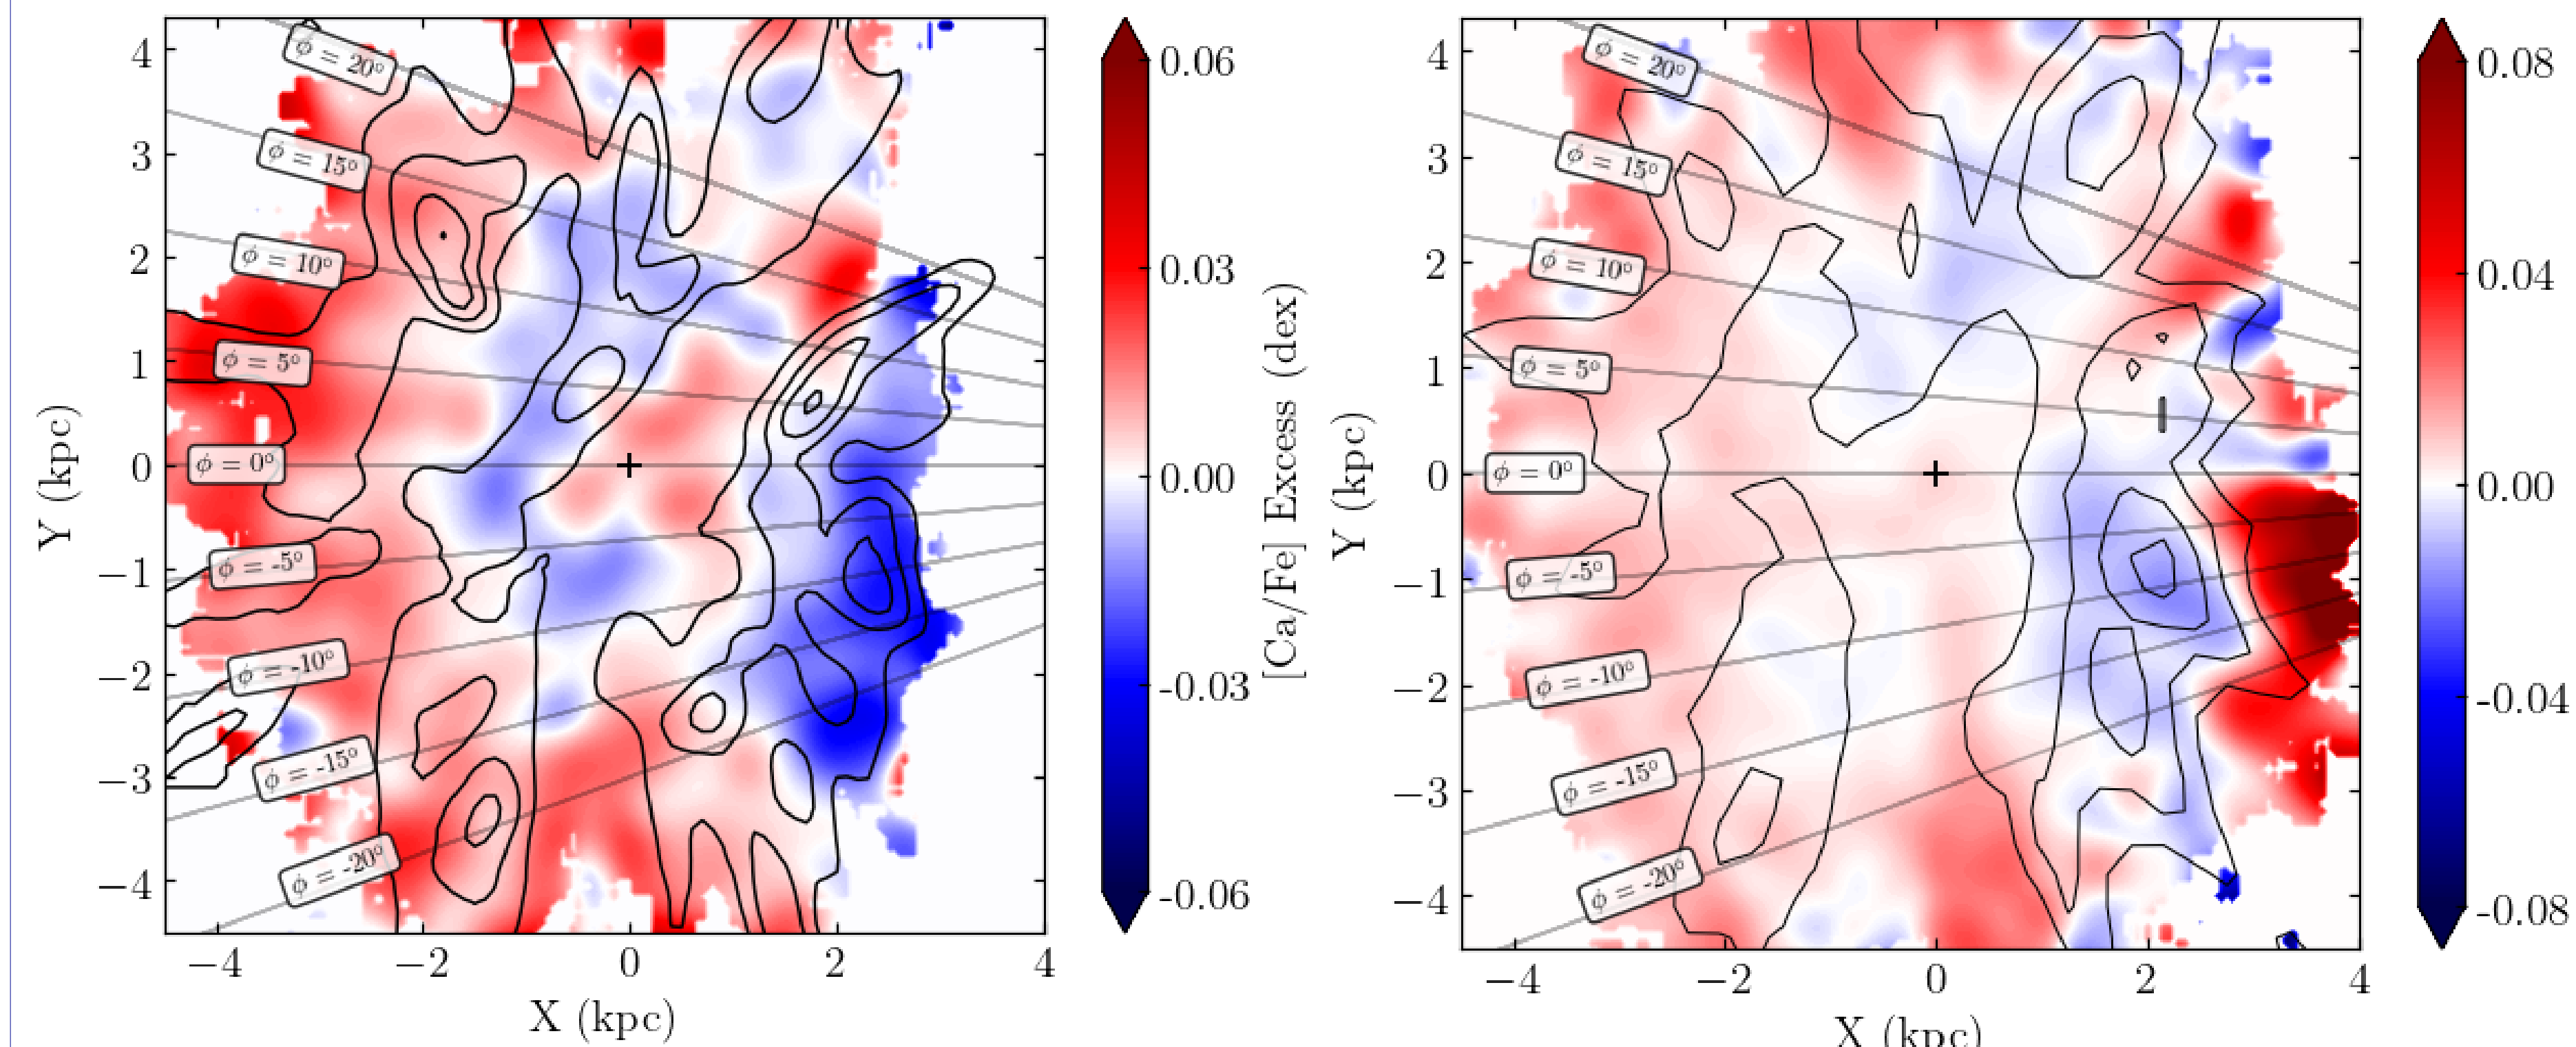 4
3
2
1
0
−1
−2
−3
−4
Y (kpc)
ϕ = 20°
ϕ = 15°
ϕ = 10°
ϕ = 5°
ϕ = 0°
ϕ = -5°
ϕ = -10°
ϕ = -15°
ϕ = -20°
−4 −2 0 2 4
X (kpc)
0.06
0.03
0.00
-0.03
-0.06
[Ca/Fe] Excess (dex)
4
3
2
1
0
−1
−2
−3
−4
Y (kpc)
ϕ = 20°
ϕ = 15°
ϕ = 10°
ϕ = 5°
ϕ = 0°
ϕ = -5°
ϕ = -10°
ϕ = -15°
ϕ = -20°
−4 −2 0 2 4
X (kpc)
0.08
0.04
0.00
-0.04
-0.08